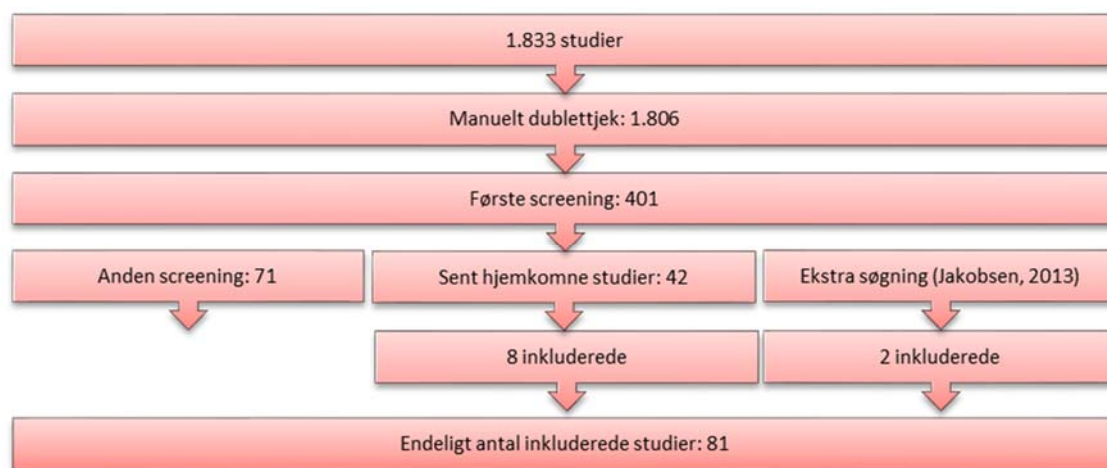 1.833 studier
Manuelt dublettjek: 1.806
Første screening: 401
Anden screening: 71
Sent hjemkomne studier: 42
Ekstra søgning (Jakobsen, 2013)
8 inkluderede
2 inkluderede
Endeligt antal inkluderede studier: 81